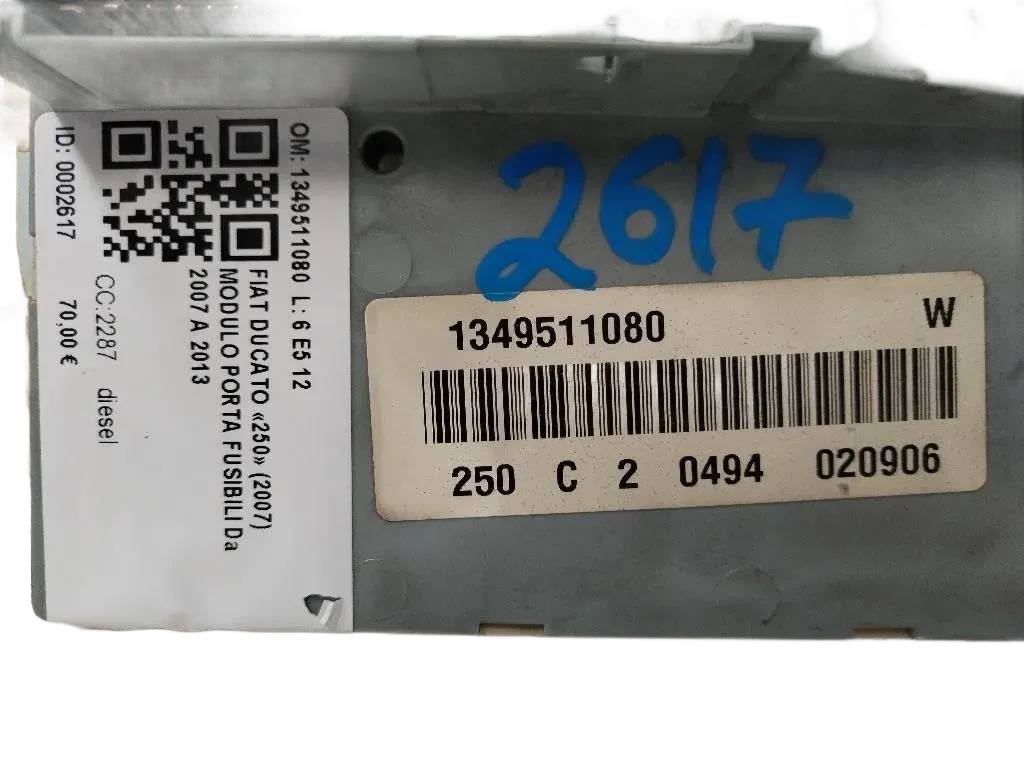 OM: 1349511080 L: 6 E5 12
FIAT DUCATO «250» (2007)
MODULO PORTA FUSIBILI Da
2007 A 2013
CC:2287 diesel
ID: 0002617 70,00 €
2617
1349511080 W
250 C 2 0494 020906